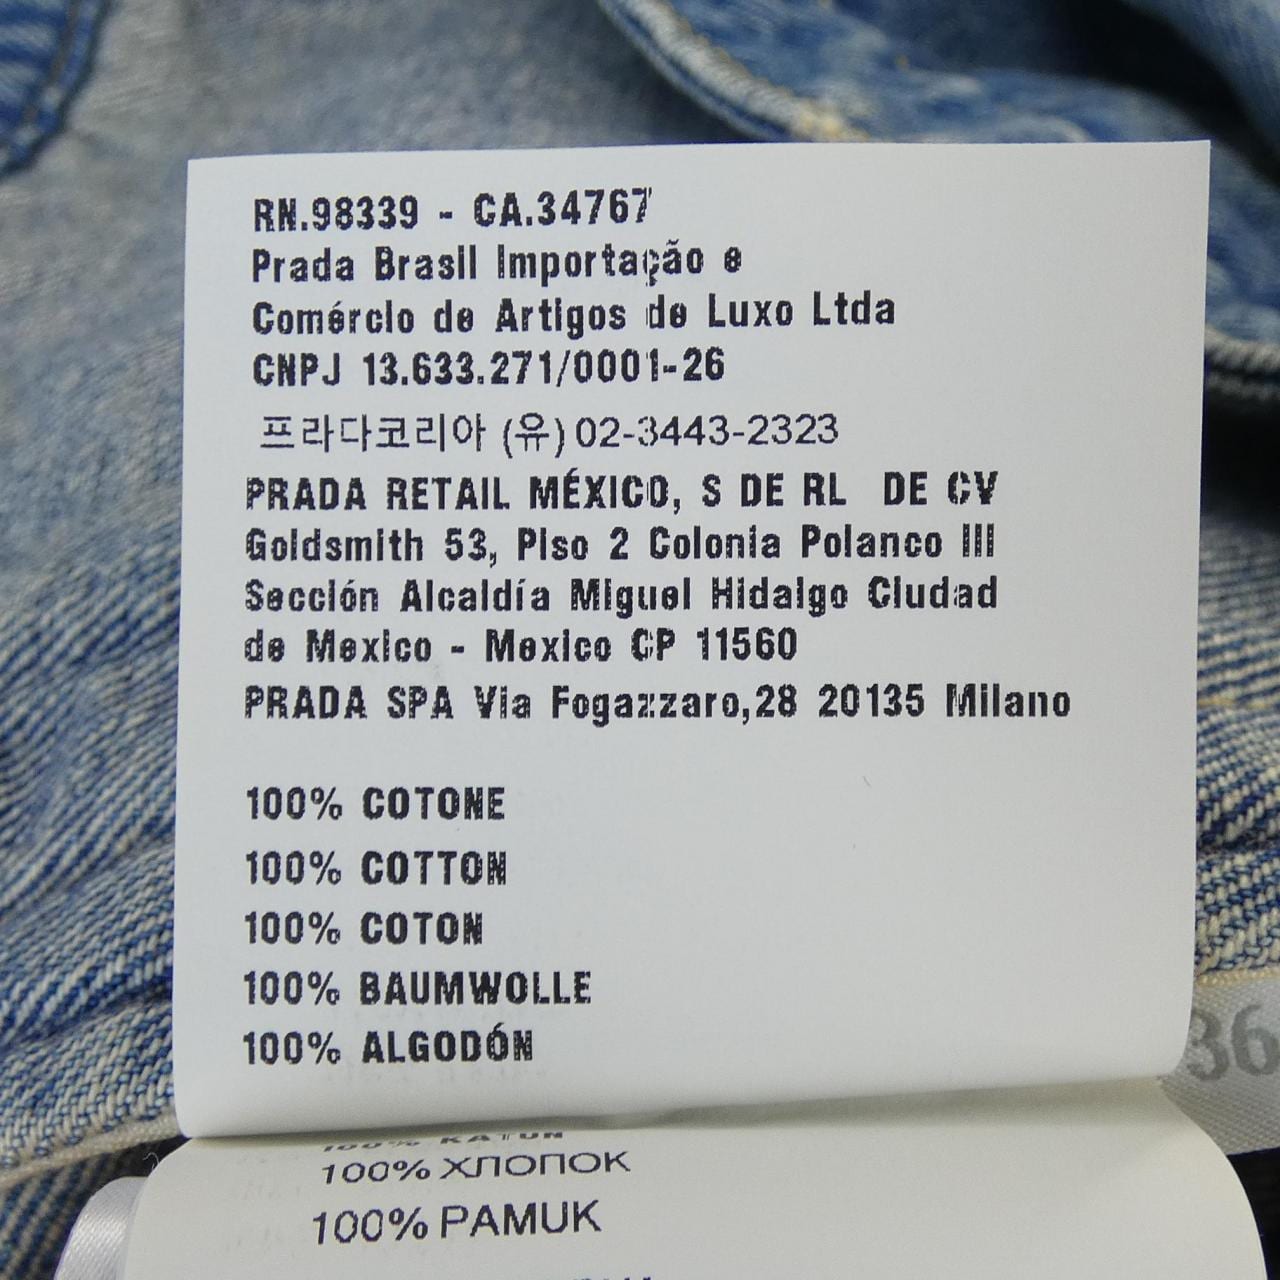 RN.98339 - CA.34767
Prada Brasil Importação e
Comércio de Artigos de Luxo Ltda
CNPJ 13.633.271/0001-26
프라다코리아 (유) 02-3443-2323
PRADA RETAIL MÉXICO, S DE RL DE CV
Goldsmith 53, Piso 2 Colonia Polanco III
Sección Alcaldía Miguel Hidalgo Ciudad
de Mexico - Mexico CP 11560
PRADA SPA Via Fogazzaro,28 20135 Milano
100% COTONE
100% COTTON
100% COTON
100% BAUMWOLLE
100% ALGODÓN
36
100% KATUN
100% ХЛОПОК
100% PAMUK